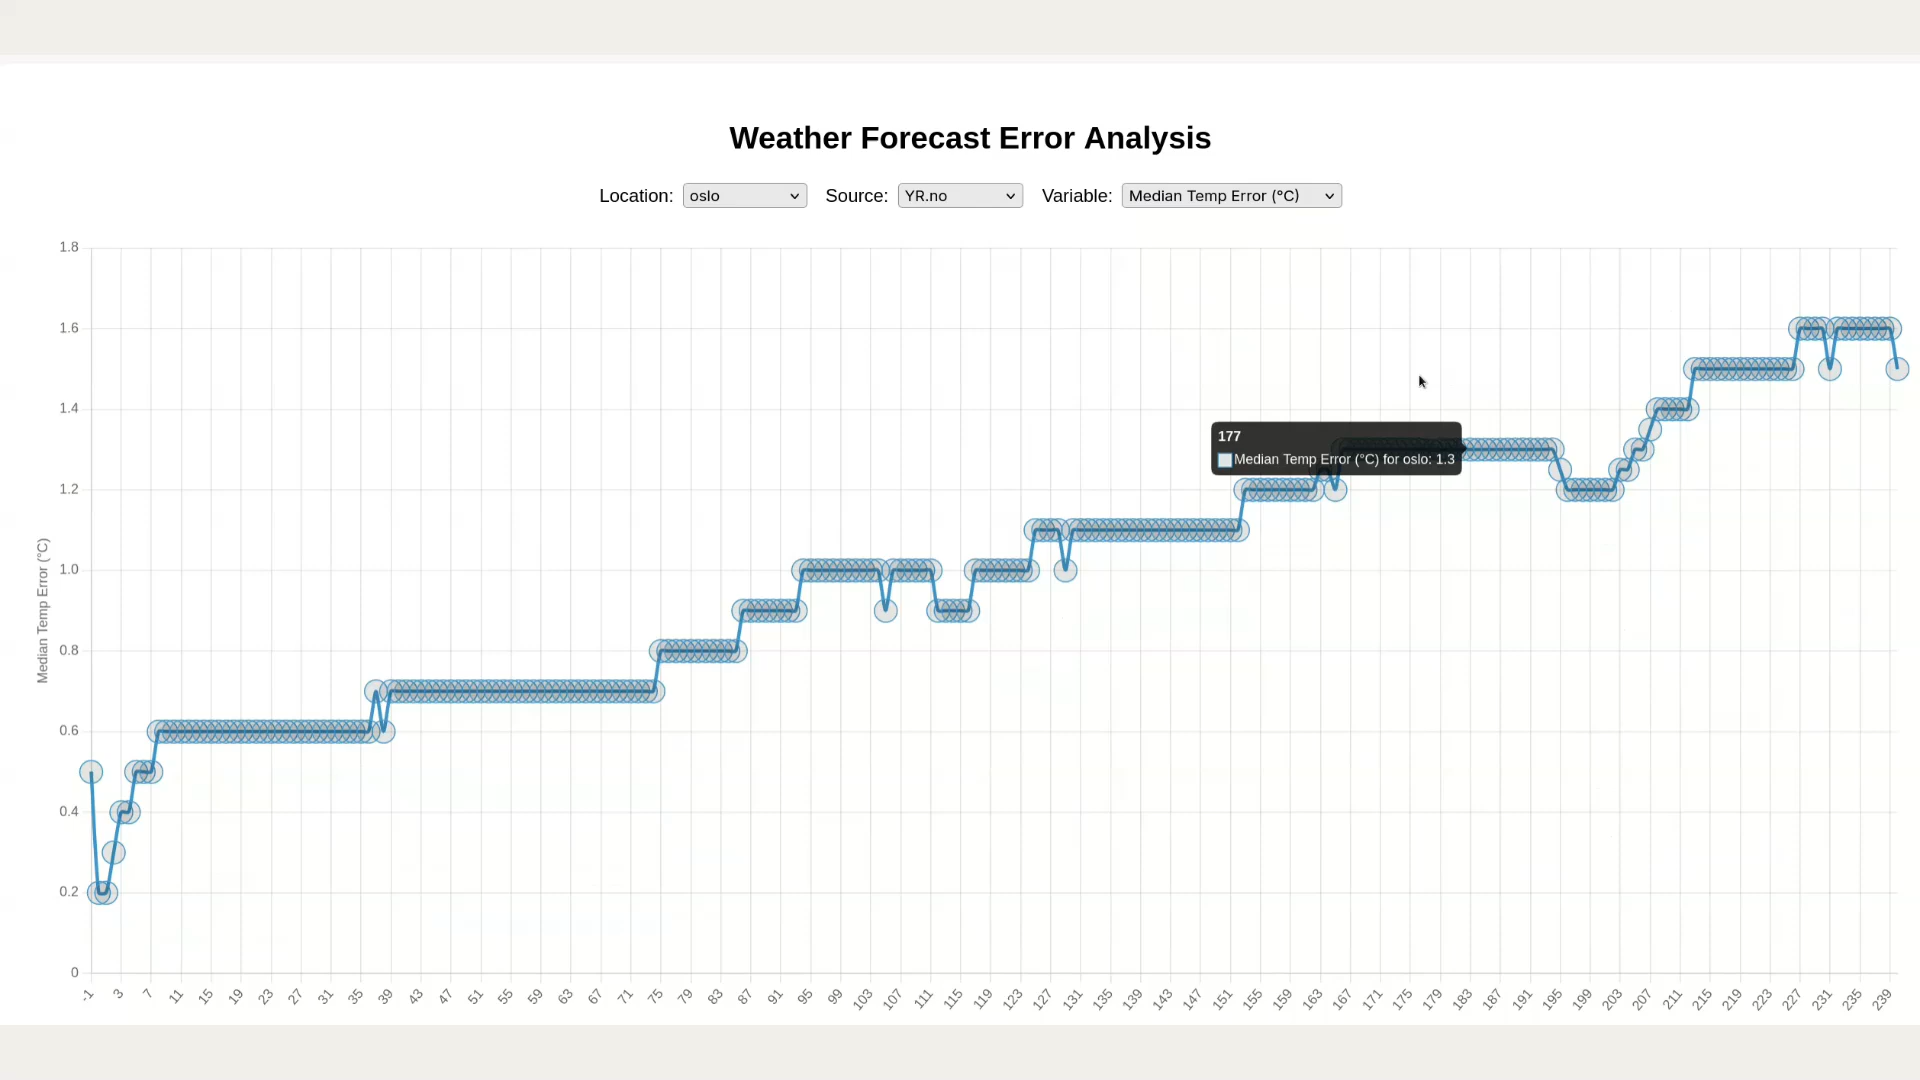 Weather Forecast Error Analysis
Location: oslo Source: YR.no Variable: Median Temp Error (°C)
1.8
1.6
1.4
1.2
1.0
0.8
0.6
0.4
0.2
0
Median Temp Error (°C)
177
Median Temp Error (°C) for oslo: 1.3
-1 3 7 11 15 19 23 27 31 35 39 43 47 51 55 59 63 67 71 75 79 83 87 91 95 99 103 107 111 115 119 123 127 131 135 139 143 147 151 155 159 163 167 171 175 179 183 187 191 195 199 203 207 211 215 219 223 227 231 235 239